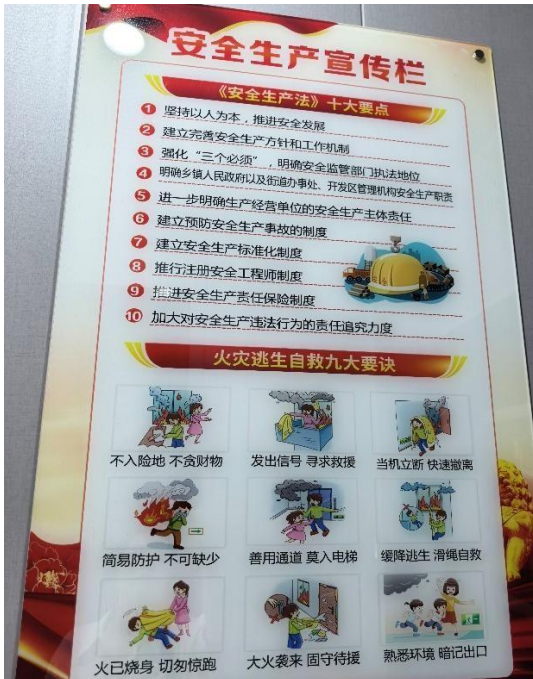 安全生产宣传栏
《安全生产法》十大要点
1 坚持以人为本，推进安全发展
2 建立完善安全生产方针和工作机制
3 强化“三个必须”，明确安全监管部门执法地位
4 明确乡镇人民政府以及街道办事处、开发区管理机构安全生产职责
5 进一步明确生产经营单位的安全生产主体责任
6 建立预防安全生产事故的制度
7 建立安全生产标准化制度
8 推行注册安全工程师制度
9 推进安全生产责任保险制度
10 加大对安全生产违法行为的责任追究力度
火灾逃生自救九大要诀
不入险地 不贪财物
发出信号 寻求救援
当机立断 快速撤离
简易防护 不可缺少
善用通道 莫入电梯
缓降逃生 滑绳自救
火已烧身 切勿惊跑
大火袭来 固守待援
熟悉环境 暗记出口